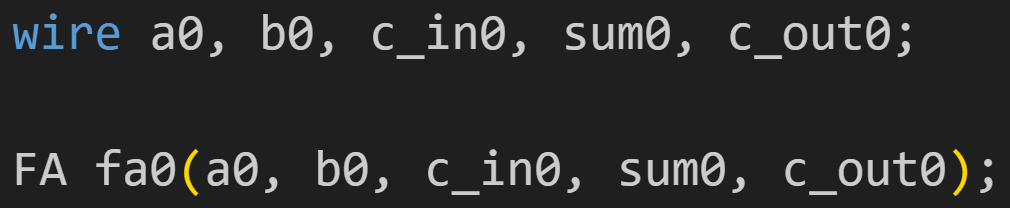 wire a0, b0, c_in0, sum0, c_out0;
FA fa0(a0, b0, c_in0, sum0, c_out0);